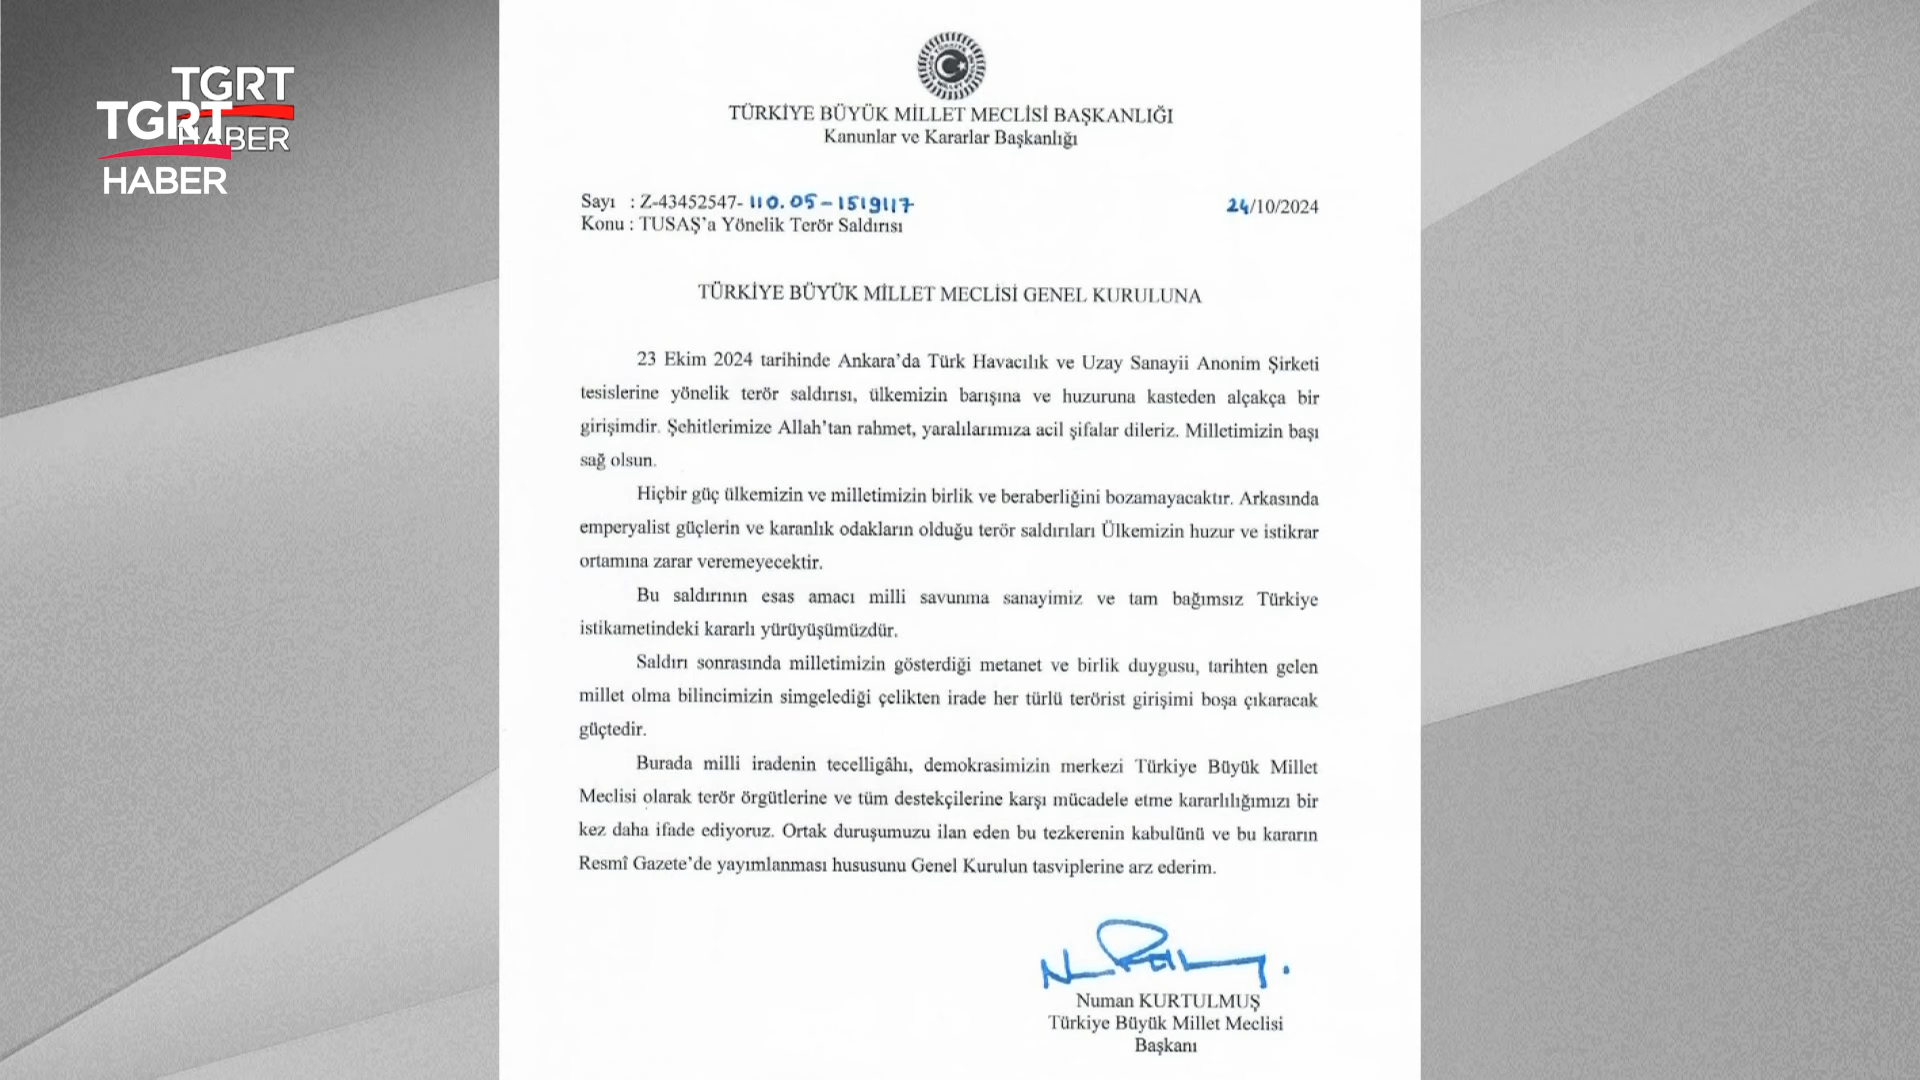 TGRT
HABER
TGRT
HABER
TÜRKİYE BÜYÜK MİLLET MECLİSİ BAŞKANLIĞI
Kanunlar ve Kararlar Başkanlığı
Sayı : Z-43452547-110.05-1519117
24/10/2024
Konu : TUSAŞ'a Yönelik Terör Saldırısı
TÜRKİYE BÜYÜK MİLLET MECLİSİ GENEL KURULUNA
23 Ekim 2024 tarihinde Ankara'da Türk Havacılık ve Uzay Sanayii Anonim Şirketi
tesislerine yönelik terör saldırısı, ülkemizin barışına ve huzuruna kasteden alçakça bir
girişimdir. Şehitlerimize Allah'tan rahmet, yaralılarımıza acil şifalar dileriz. Milletimizin başı
sağ olsun.
Hiçbir güç ülkemizin ve milletimizin birlik ve beraberliğini bozamayacaktır. Arkasında
emperyalist güçlerin ve karanlık odakların olduğu terör saldırıları Ülkemizin huzur ve istikrar
ortamına zarar veremeyecektir.
Bu saldırının esas amacı milli savunma sanayimiz ve tam bağımsız Türkiye
istikametindeki kararlı yürüyüşümüzdür.
Saldırı sonrasında milletimizin gösterdiği metanet ve birlik duygusu, tarihten gelen
millet olma bilincimizin simgelediği çelikten irade her türlü terörist girişimi boşa çıkaracak
güçtedir.
Burada milli iradenin tecelligâhı, demokrasimizin merkezi Türkiye Büyük Millet
Meclisi olarak terör örgütlerine ve tüm destekçilerine karşı mücadele etme kararlılığımızı bir
kez daha ifade ediyoruz. Ortak duruşumuzu ilan eden bu tezkerenin kabulünü ve bu kararın
Resmî Gazete'de yayımlanması hususunu Genel Kurulun tasviplerine arz ederim.
Numan KURTULMUŞ
Türkiye Büyük Millet Meclisi
Başkanı